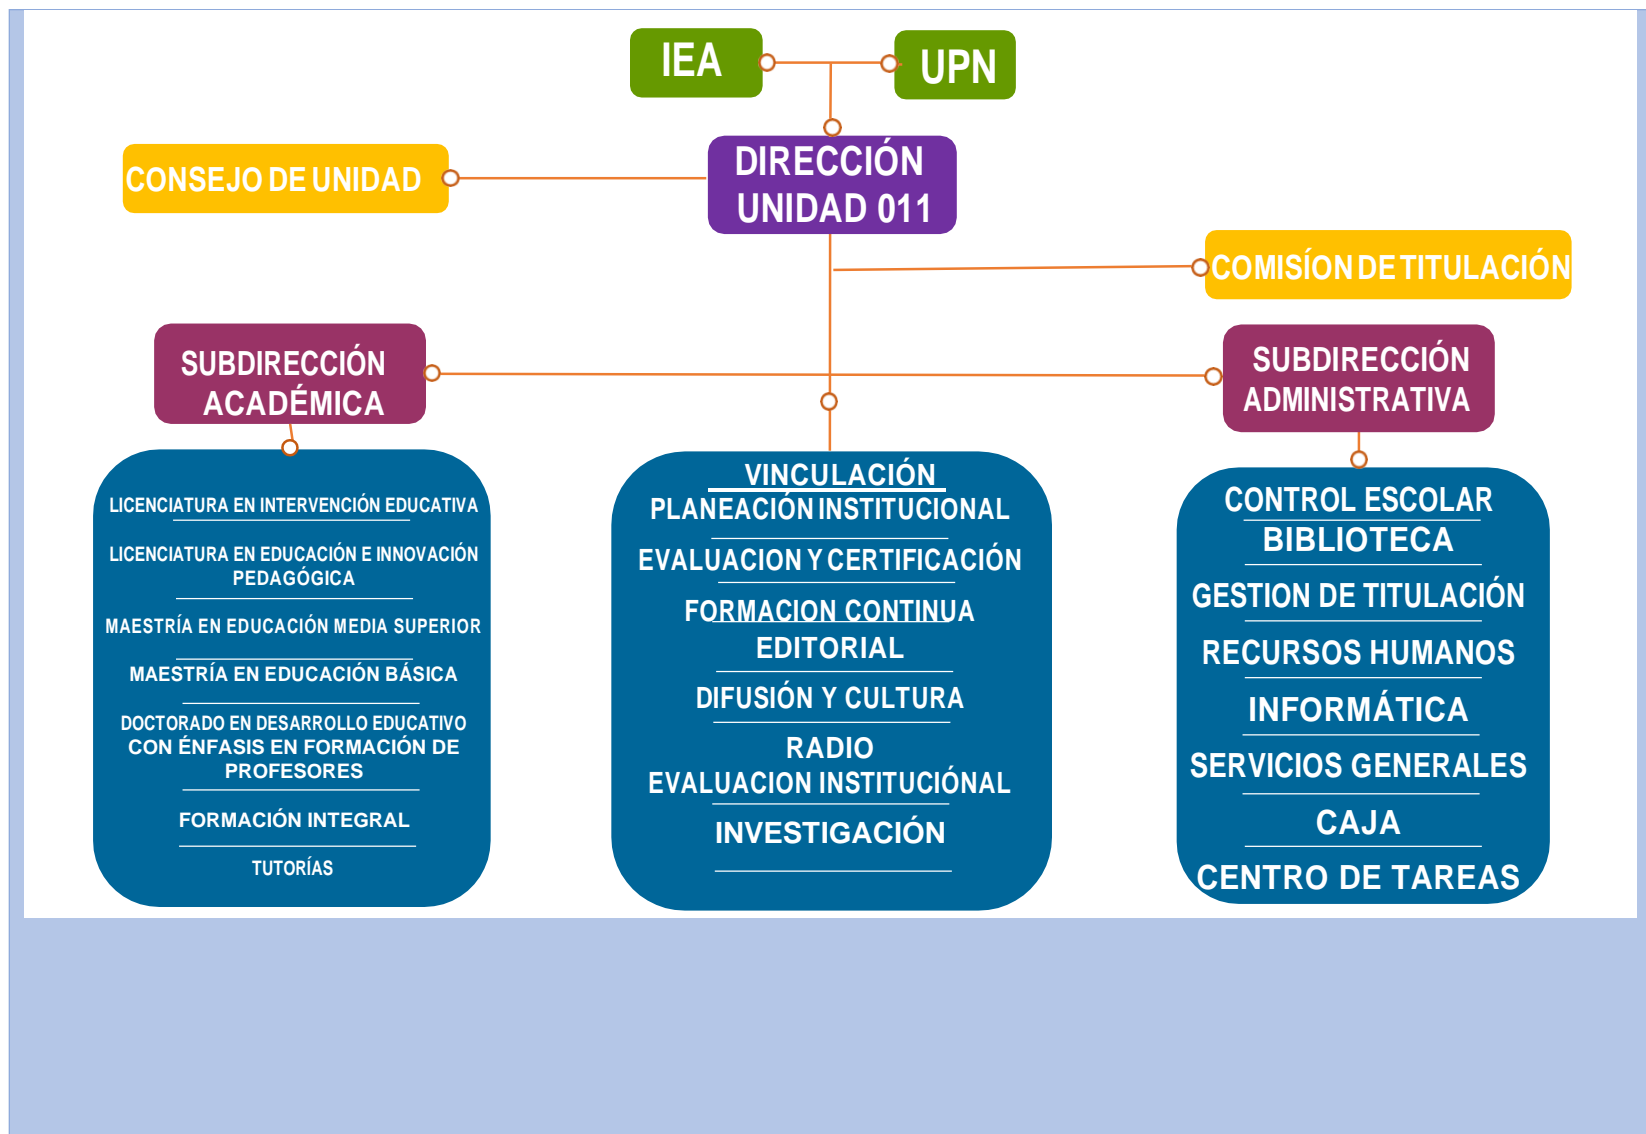 IEA
UPN
DIRECCIÓN
UNIDAD 011
CONSEJO DE UNIDAD
COMISÍON DE TITULACIÓN
SUBDIRECCIÓN
ACADÉMICA
SUBDIRECCIÓN
ADMINISTRATIVA
LICENCIATURA EN INTERVENCIÓN EDUCATIVA
LICENCIATURA EN EDUCACIÓN E INNOVACIÓN
PEDAGÓGICA
MAESTRÍA EN EDUCACIÓN MEDIA SUPERIOR
MAESTRÍA EN EDUCACIÓN BÁSICA
DOCTORADO EN DESARROLLO EDUCATIVO
CON ÉNFASIS EN FORMACIÓN DE
PROFESORES
FORMACIÓN INTEGRAL
TUTORÍAS
VINCULACIÓN
PLANEACIÓN INSTITUCIONAL
EVALUACION Y CERTIFICACIÓN
FORMACION CONTINUA
EDITORIAL
DIFUSIÓN Y CULTURA
RADIO
EVALUACION INSTITUCIÓNAL
INVESTIGACIÓN
CONTROL ESCOLAR
BIBLIOTECA
GESTION DE TITULACIÓN
RECURSOS HUMANOS
INFORMÁTICA
SERVICIOS GENERALES
CAJA
CENTRO DE TAREAS